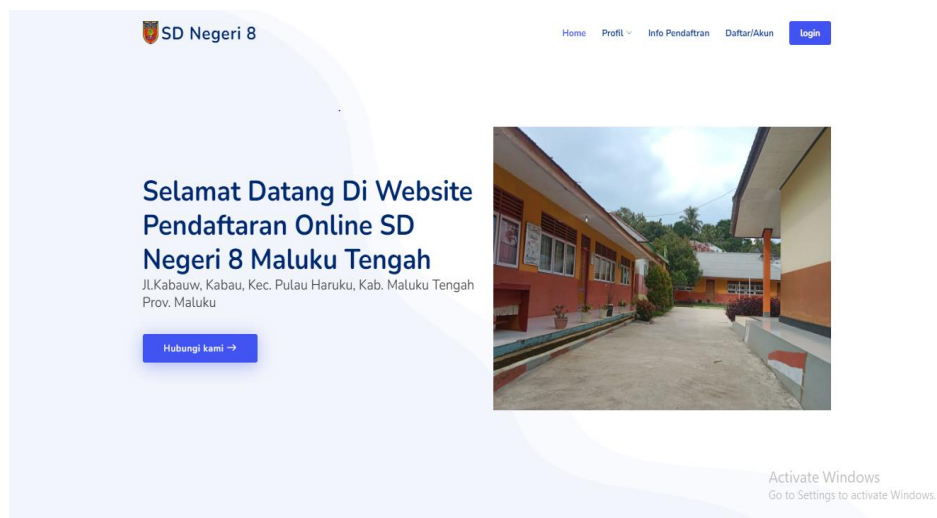 SD Negeri 8
Home Profil Info Pendaftran Daftar/Akun login
Selamat Datang Di Website
Pendaftaran Online SD
Negeri 8 Maluku Tengah
Jl.Kabauw, Kabau, Kec. Pulau Haruku, Kab. Maluku Tengah
Prov. Maluku
Hubungi kami →
Activate Windows
Go to Settings to activate Windows.